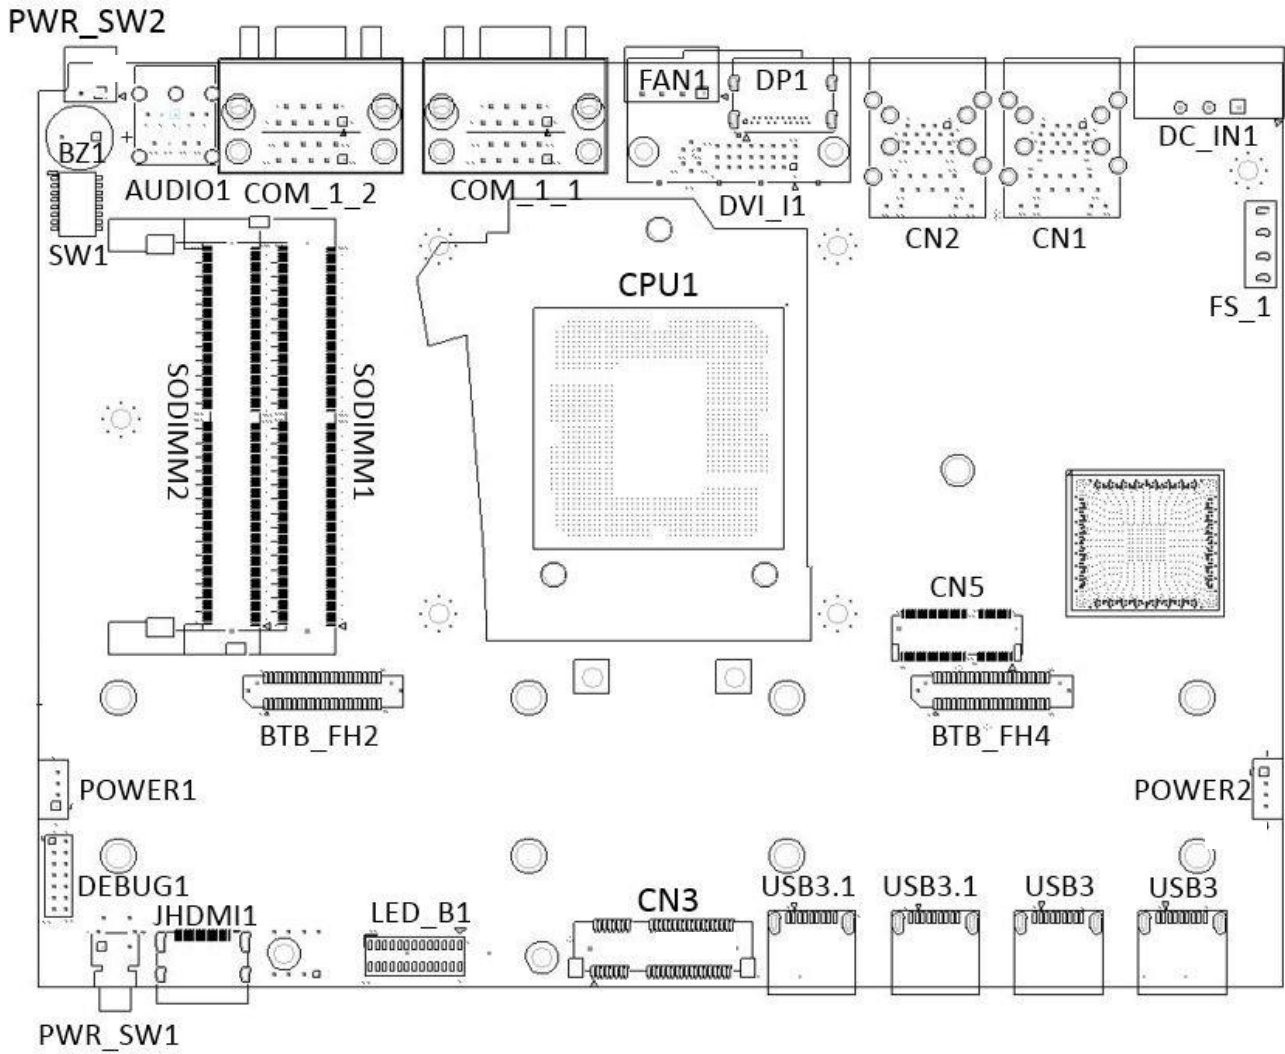 PWR_SW2
FAN1
DP1
BZ1
+
DC_IN1
AUDIO1
COM_1_2
COM_1_1
DVI_I1
CN2
CN1
SW1
CPU1
FS_1
SODIMM2
SODIMM1
CN5
BTB_FH2
BTB_FH4
POWER1
POWER2
DEBUG1
JHDMI1
LED_B1
CN3
USB3.1
USB3.1
USB3
USB3
PWR_SW1